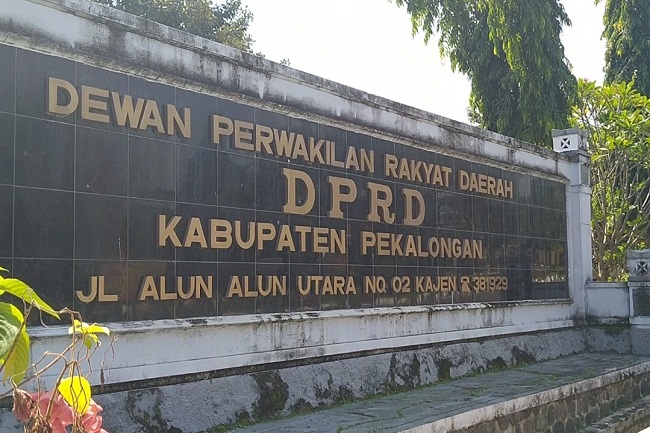 DEWAN PERWAKILAN RAKYAT DAERAH
DPRD
KABUPATEN PEKALONGAN
JL. ALUN ALUN UTARA NO. 02 KAJEN ☎ 381929